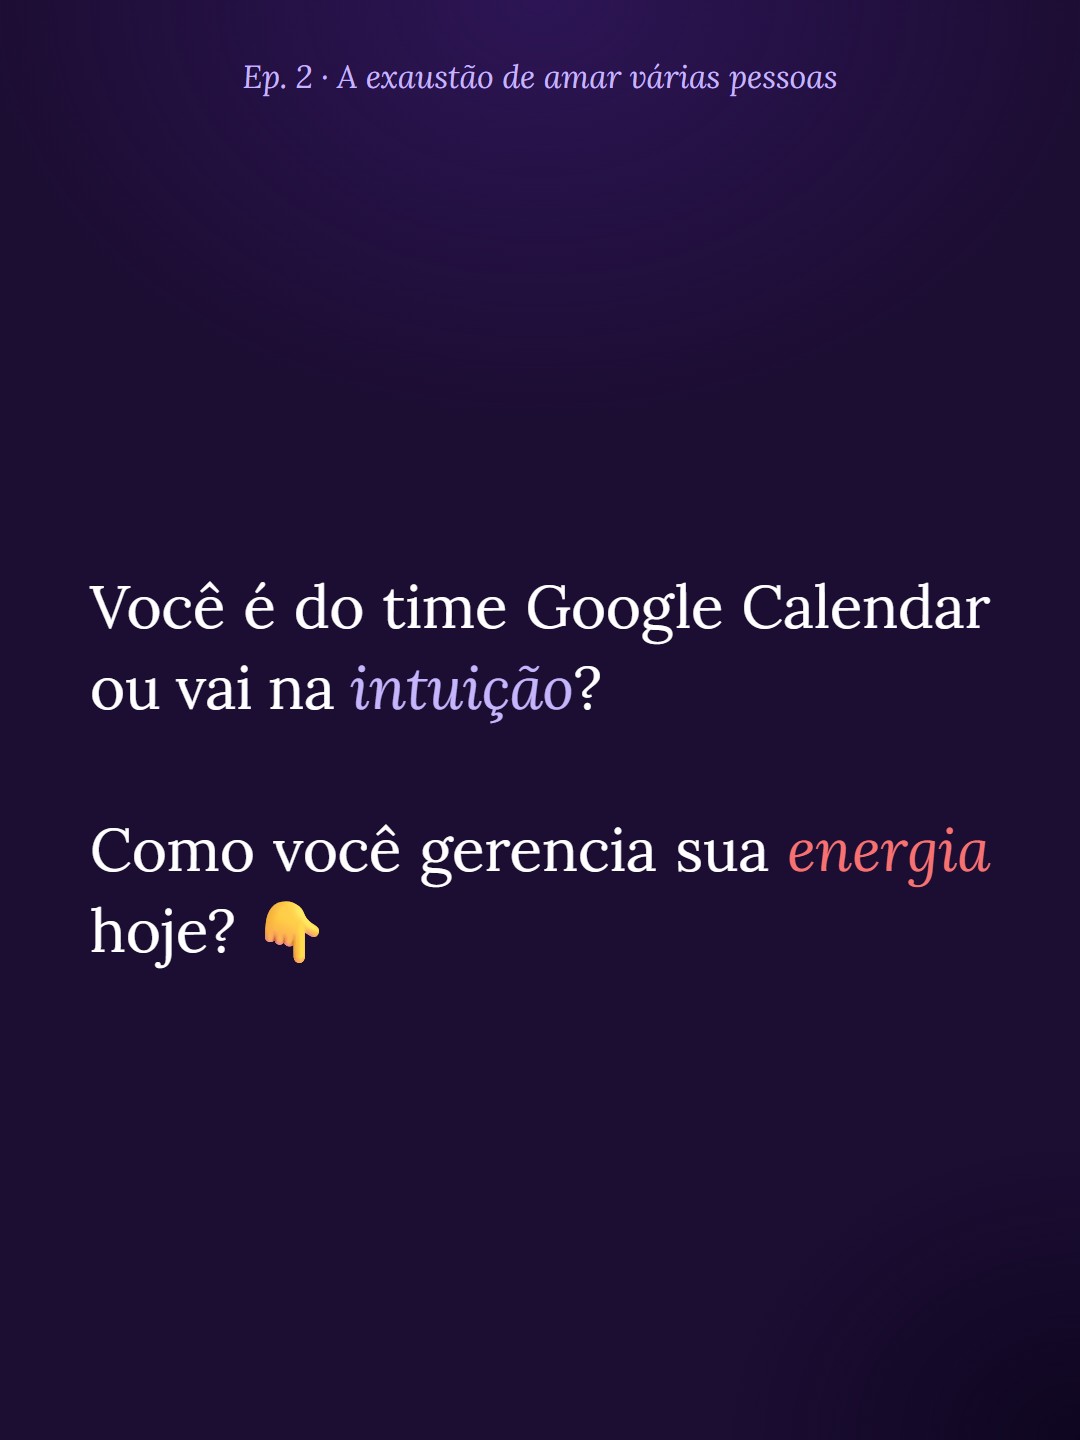 Ep. 2 · A exaustão de amar várias pessoas
Você é do time Google Calendar
ou vai na intuição?
Como você gerencia sua energia
hoje? 👇